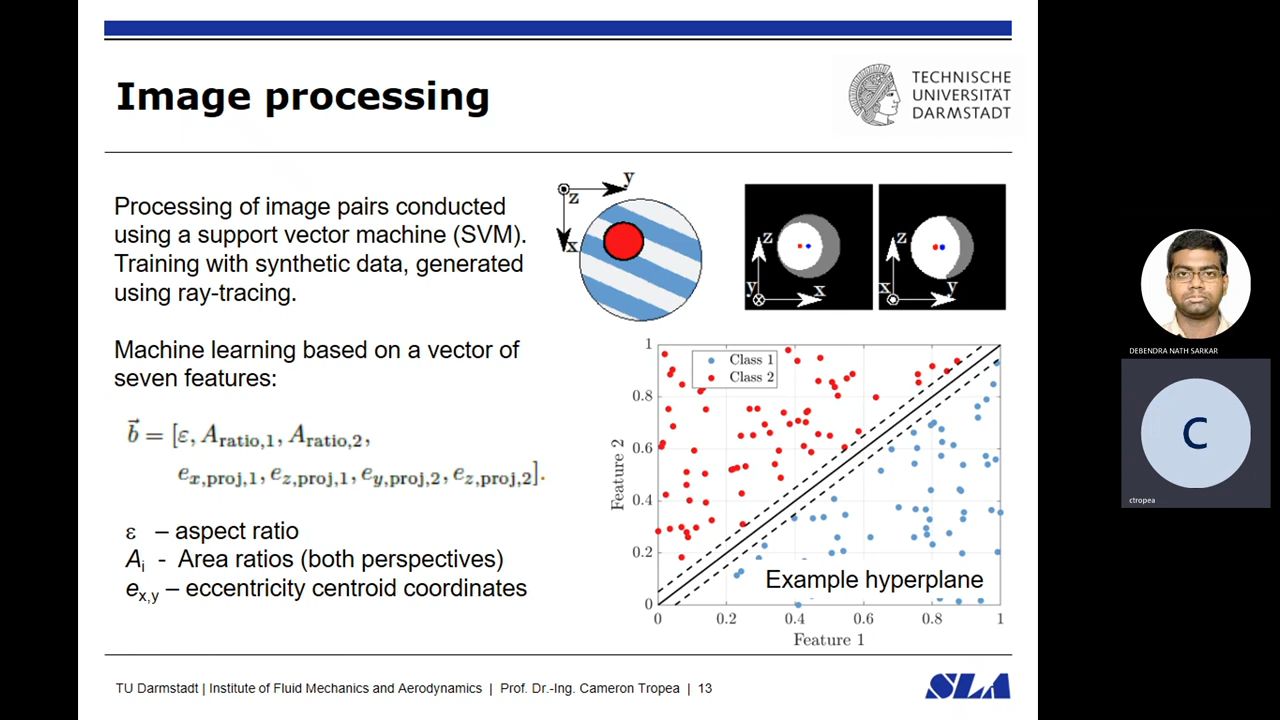 Image processing
TECHNISCHE
UNIVERSITÄT
DARMSTADT
Processing of image pairs conducted
using a support vector machine (SVM).
Training with synthetic data, generated
using ray-tracing.
Machine learning based on a vector of
seven features:
b⃗ = [ε, A_ratio,1, A_ratio,2,
e_x,proj,1, e_z,proj,1, e_y,proj,2, e_z,proj,2].
ε – aspect ratio
A_i - Area ratios (both perspectives)
e_x,y – eccentricity centroid coordinates
y
z
x
z
y
x
z
x
y
1
0.8
0.6
0.4
0.2
0
Feature 2
Class 1
Class 2
Example hyperplane
0 0.2 0.4 0.6 0.8 1
Feature 1
TU Darmstadt | Institute of Fluid Mechanics and Aerodynamics | Prof. Dr.-Ing. Cameron Tropea | 13
SLA
DEBENDRA NATH SARKAR
C
ctropea